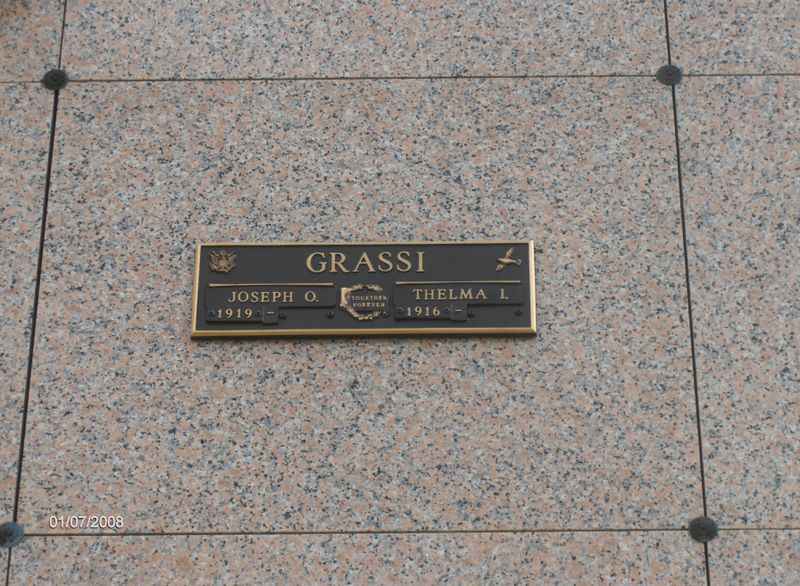 GRASSI
JOSEPH O.
1919 -
TOGETHER
FOREVER
THELMA I.
1916 -
01/07/2008